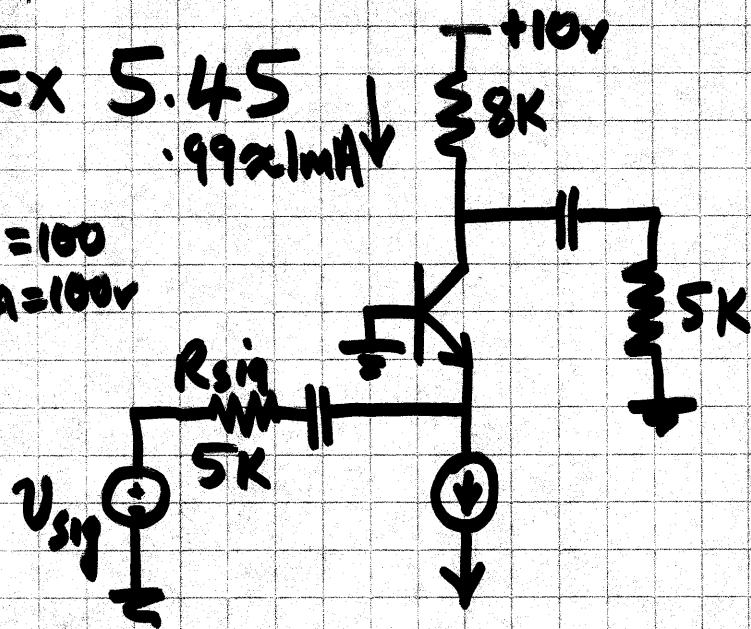 Ex 5.45
+10v
8K
.99≈1mA
=100
A=100v
Rsig
5K
5K
Vsig